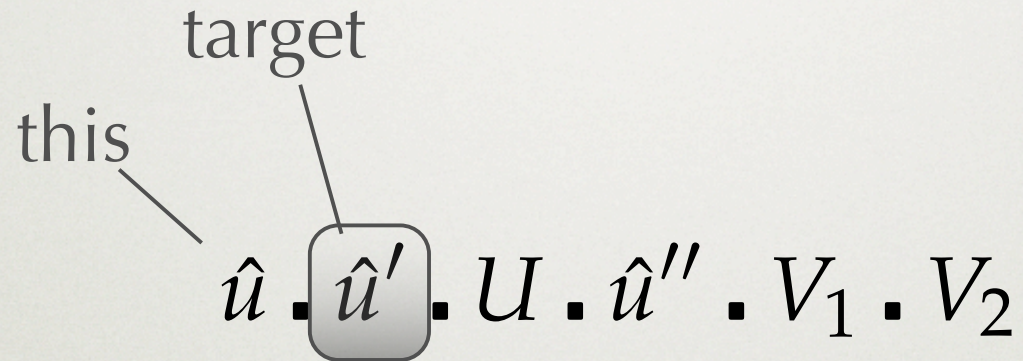 target
this
û ▪ û′ ▪ U ▪ û″ ▪ V₁ ▪ V₂